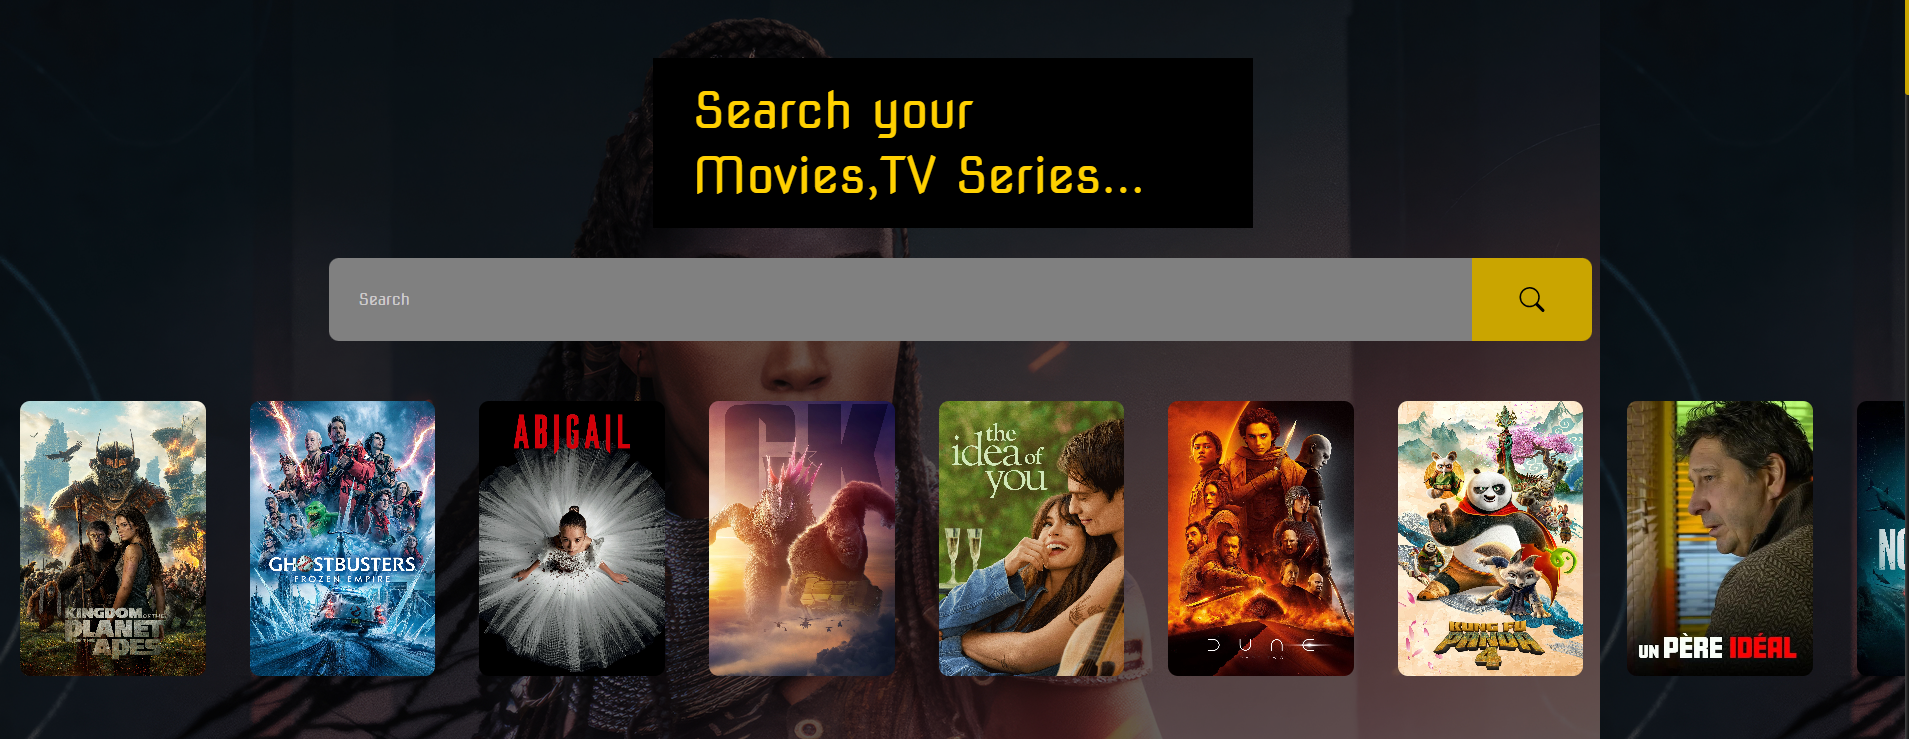 Search your
Movies,TV Series...
Search
KINGDOM OF THE
PLANET
OF THE
APES
GHOSTBUSTERS
FROZEN EMPIRE
ABIGAIL
GK
the
idea of
you
DUNE
KUNG FU
PANDA
4
UN PÈRE IDÉAL